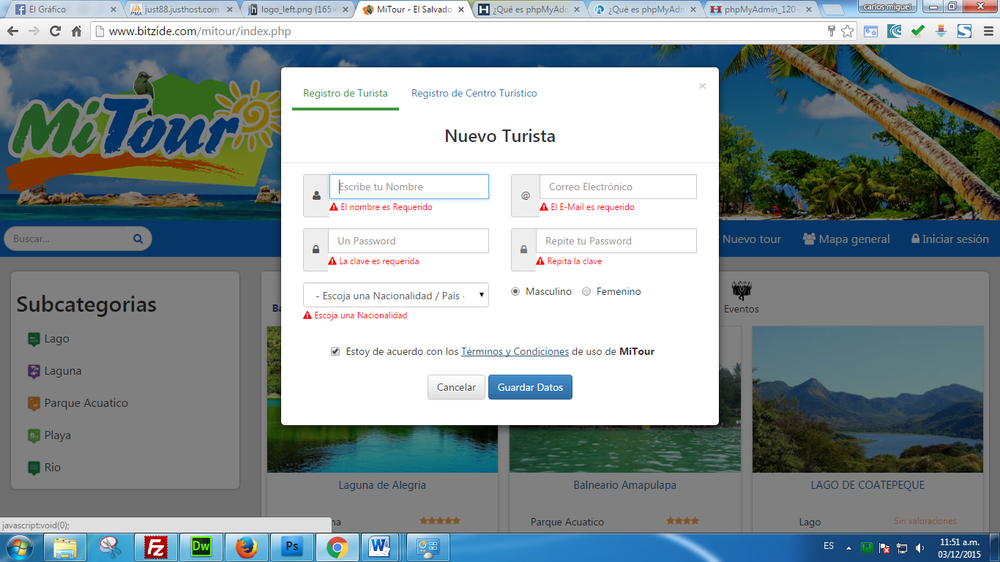 El Gráfico
just88.justhost.com
logo_left.png (165×
MiTour - El Salvado
¿Qué es phpMyAdm
¿Qué es phpMyAdm
phpMyAdmin_120-
carlos miguel
www.bitzide.com/mitour/index.php
MiTour
Registro de Turista
Registro de Centro Turístico
×
Nuevo Turista
Escribe tu Nombre
El nombre es Requerido
@ Correo Electrónico
El E-Mail es requerido
Buscar...
Nuevo tour
Mapa general
Iniciar sesión
Un Password
La clave es requerida
Repite tu Password
Repita la clave
- Escoja una Nacionalidad / País -
Escoja una Nacionalidad
Masculino
Femenino
Subcategorias
Lago
Laguna
Parque Acuatico
Playa
Rio
Ba
Eventos
Estoy de acuerdo con los Términos y Condiciones de uso de MiTour
Cancelar
Guardar Datos
Laguna de Alegria
Balneario Amapulapa
LAGO DE COATEPEQUE
na
Parque Acuatico
Lago
Sin valoraciones
javascript:void(0);
Fz
Dw
Ps
W
ES
11:51 a.m.
03/12/2015